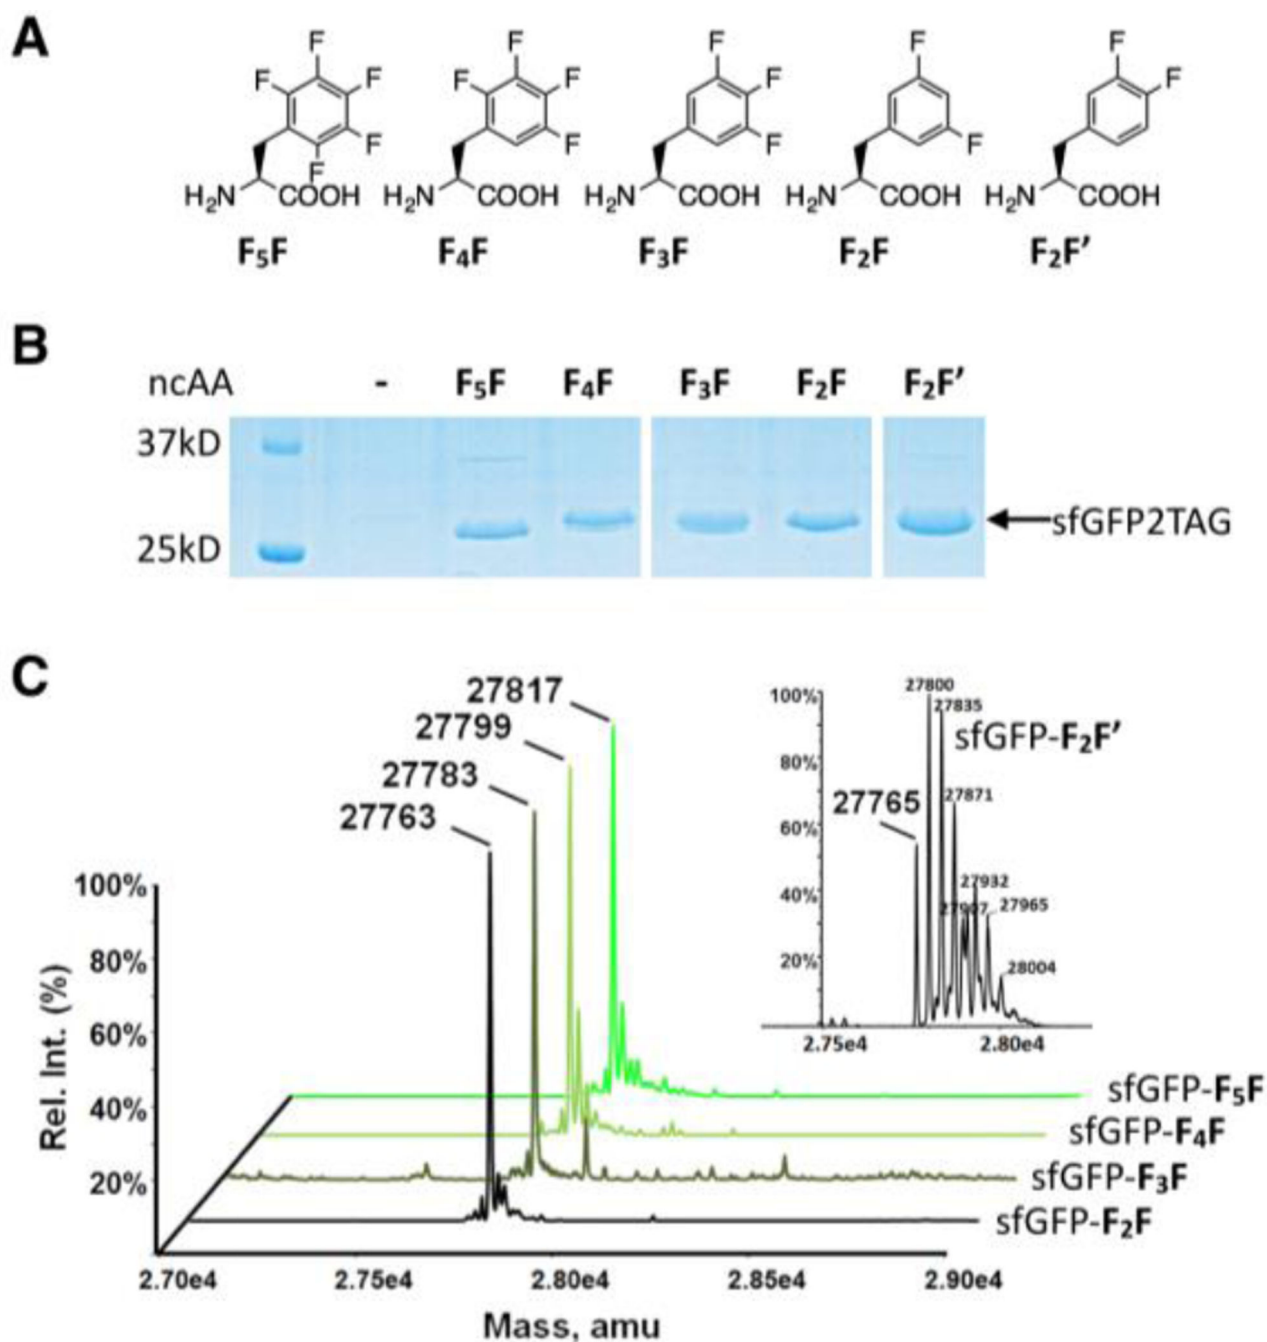 A
F F F F F
F F F F F F
F F F F
F
H₂N COOH H₂N COOH H₂N COOH H₂N COOH H₂N COOH
F₅F F₄F F₃F F₂F F₂F’
B
ncAA - F₅F F₄F F₃F F₂F F₂F’
37kD
sfGFP2TAG
25kD
C
27817
27799
27783
27763
100%
80%
60%
40%
20%
Rel. Int. (%)
2.70e4 2.75e4 2.80e4 2.85e4 2.90e4
Mass, amu
sfGFP-F₅F
sfGFP-F₄F
sfGFP-F₃F
sfGFP-F₂F
100%
80%
60%
40%
20%
27800
27835
sfGFP-F₂F’
27765
27871
27932
27907
27965
28004
2.75e4 2.80e4